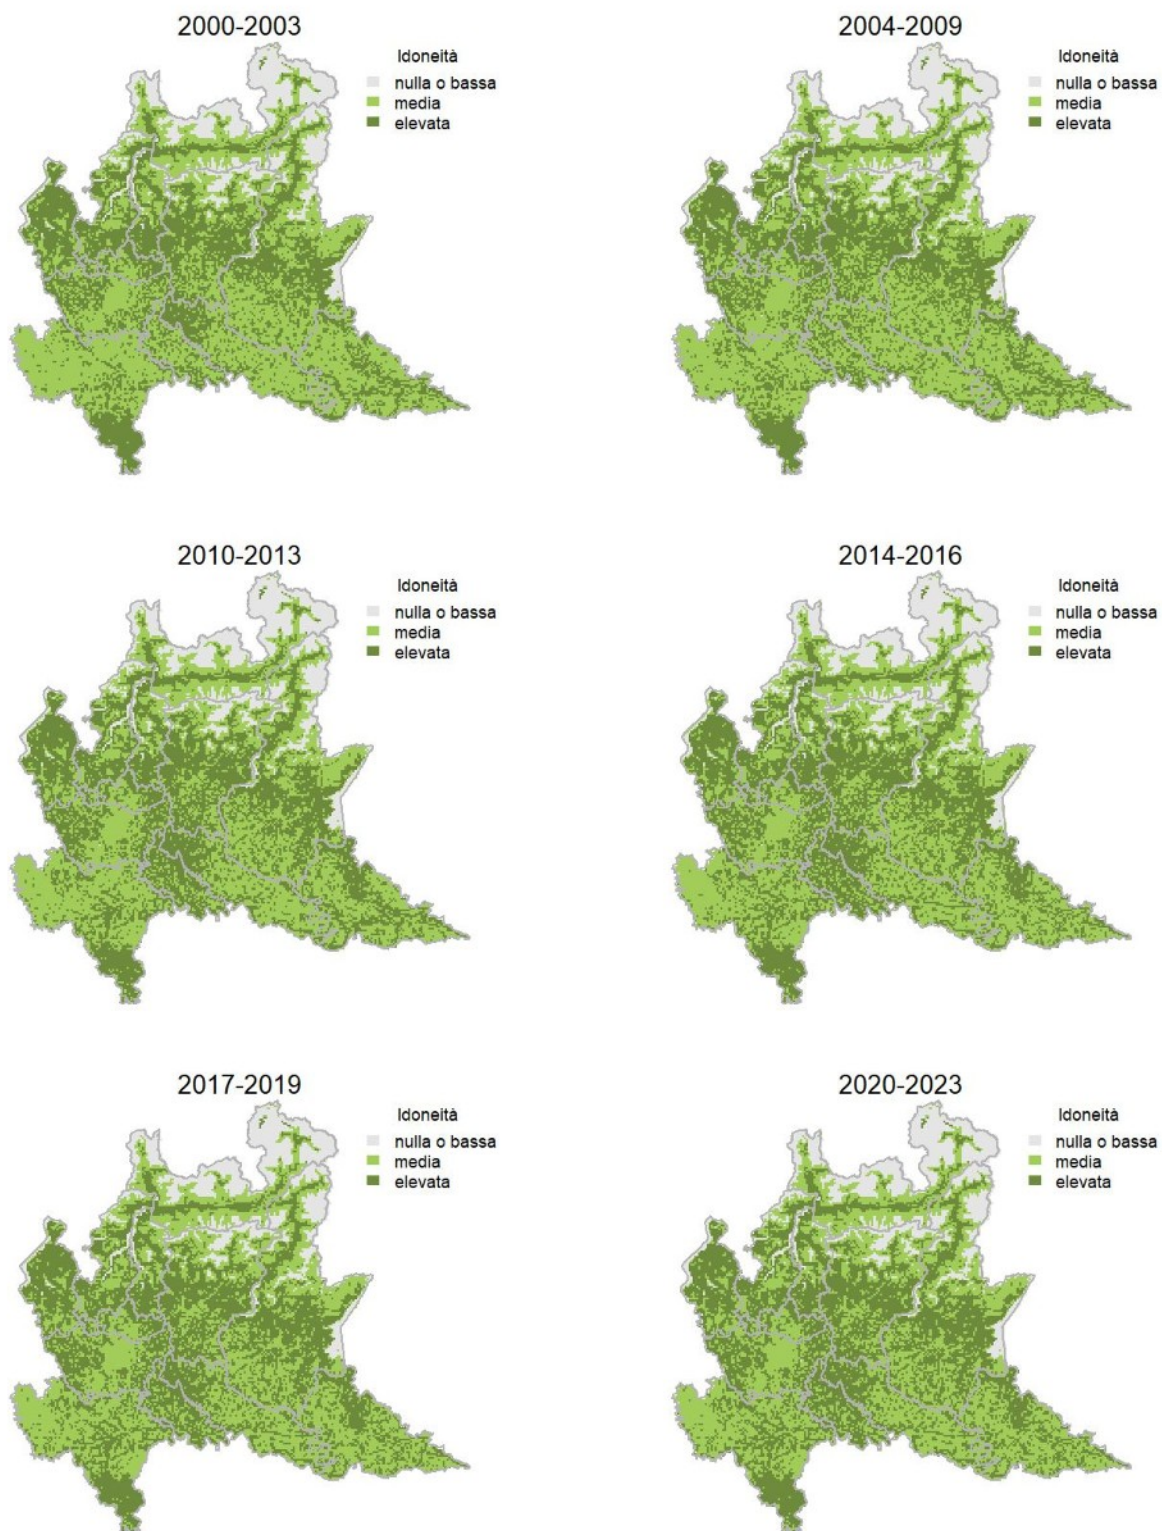 2000-2003
Idoneità
nulla o bassa
media
elevata
2004-2009
Idoneità
nulla o bassa
media
elevata
2010-2013
Idoneità
nulla o bassa
media
elevata
2014-2016
Idoneità
nulla o bassa
media
elevata
2017-2019
Idoneità
nulla o bassa
media
elevata
2020-2023
Idoneità
nulla o bassa
media
elevata